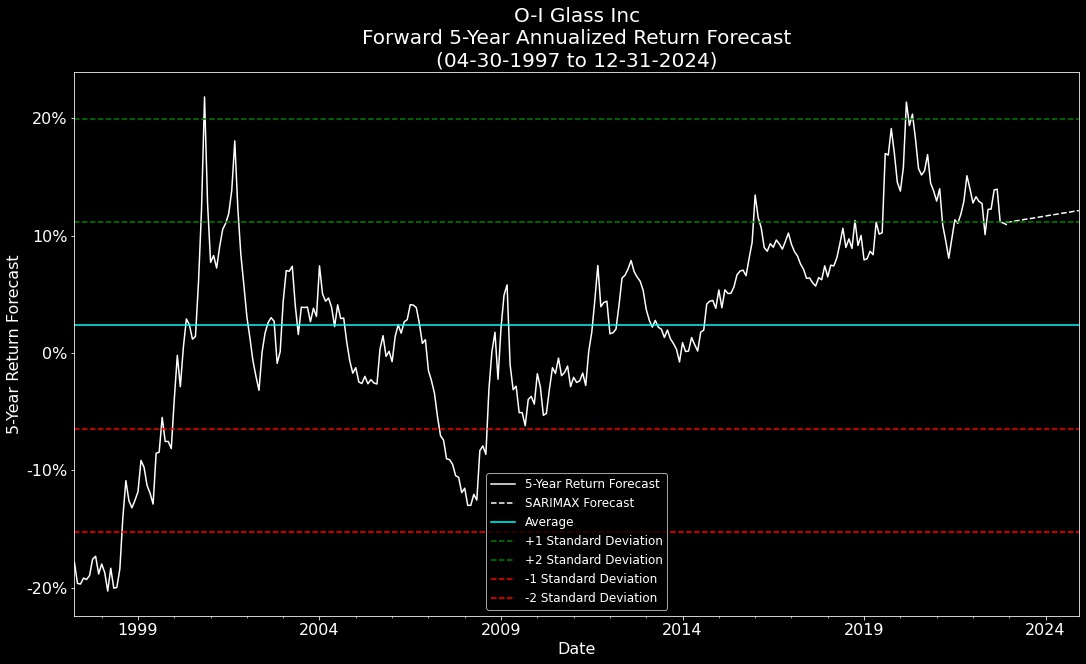 O-I Glass Inc
Forward 5-Year Annualized Return Forecast
(04-30-1997 to 12-31-2024)
5-Year Return Forecast
20%
10%
0%
-10%
-20%
5-Year Return Forecast
SARIMAX Forecast
Average
+1 Standard Deviation
+2 Standard Deviation
-1 Standard Deviation
-2 Standard Deviation
1999 2004 2009 2014 2019 2024
Date